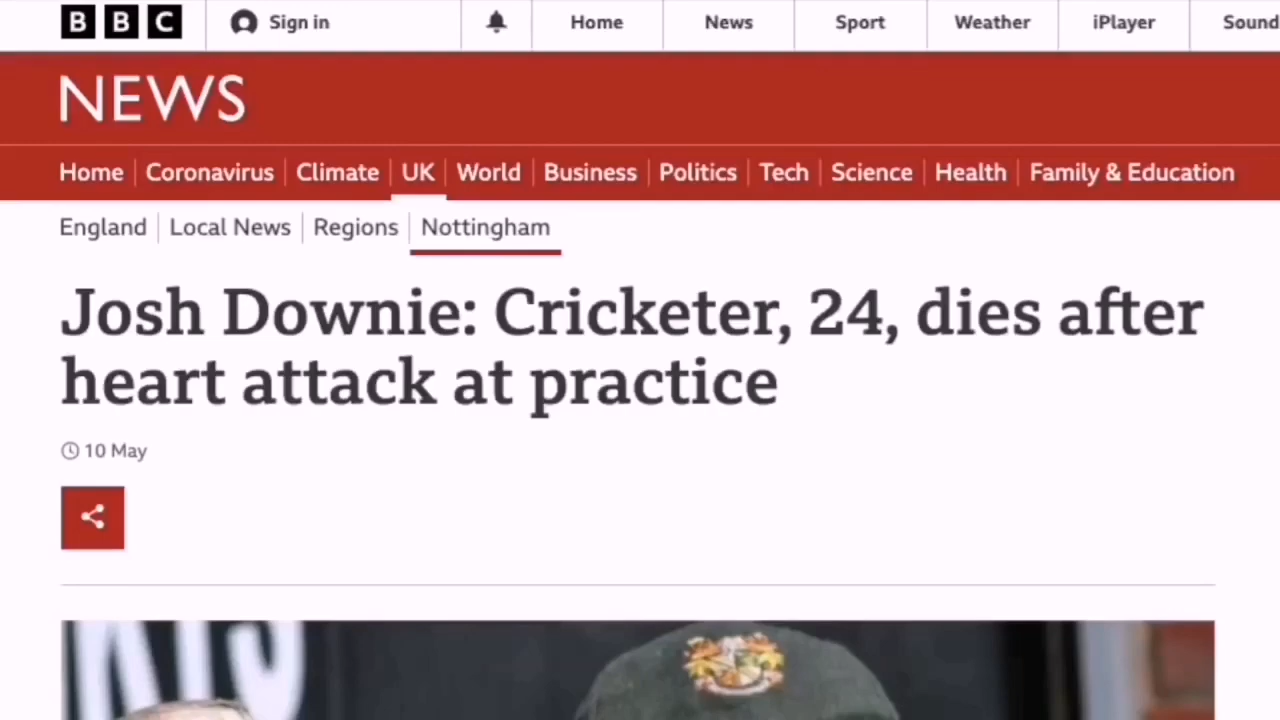 BBC Sign in Home News Sport Weather iPlayer Sound
NEWS
Home Coronavirus Climate UK World Business Politics Tech Science Health Family & Education
England Local News Regions Nottingham
Josh Downie: Cricketer, 24, dies after
heart attack at practice
10 May